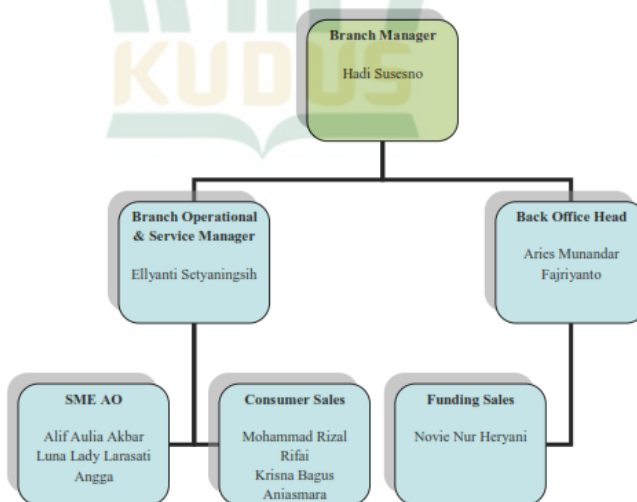 KUDUS
Branch Manager
Hadi Susesno
Branch Operational
& Service Manager
Ellyanti Setyaningsih
Back Office Head
Aries Munandar
Fajriyanto
SME AO
Alif Aulia Akbar
Luna Lady Larasati
Angga
Consumer Sales
Mohammad Rizal
Rifai
Krisna Bagus
Aniasmara
Funding Sales
Novie Nur Heryani